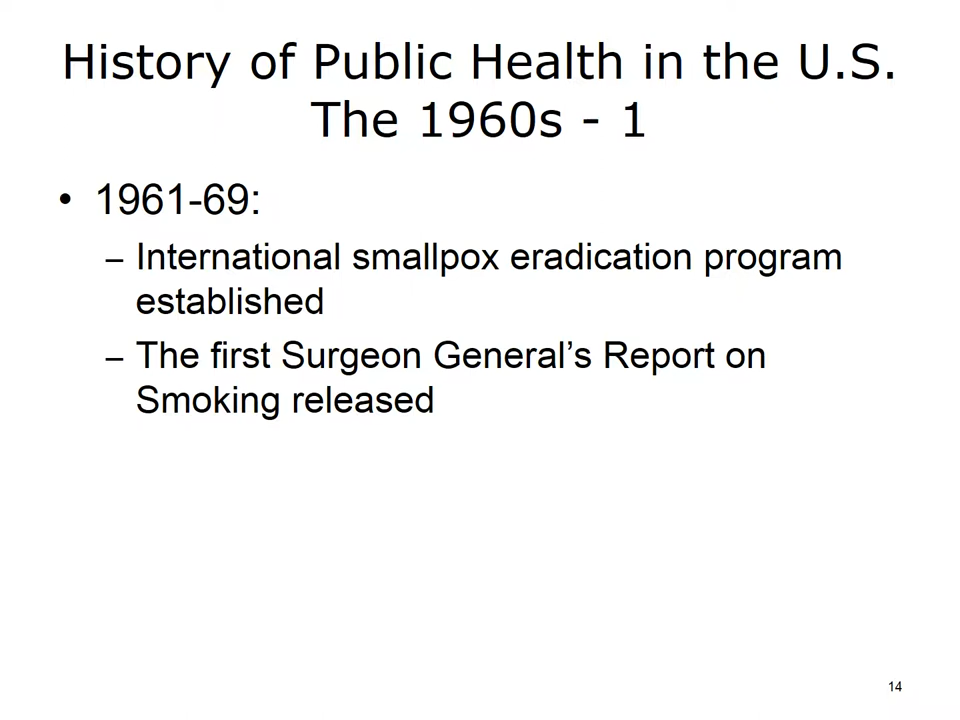 History of Public Health in the U.S.
The 1960s - 1
• 1961-69:
– International smallpox eradication program
established
– The first Surgeon General’s Report on
Smoking released
14